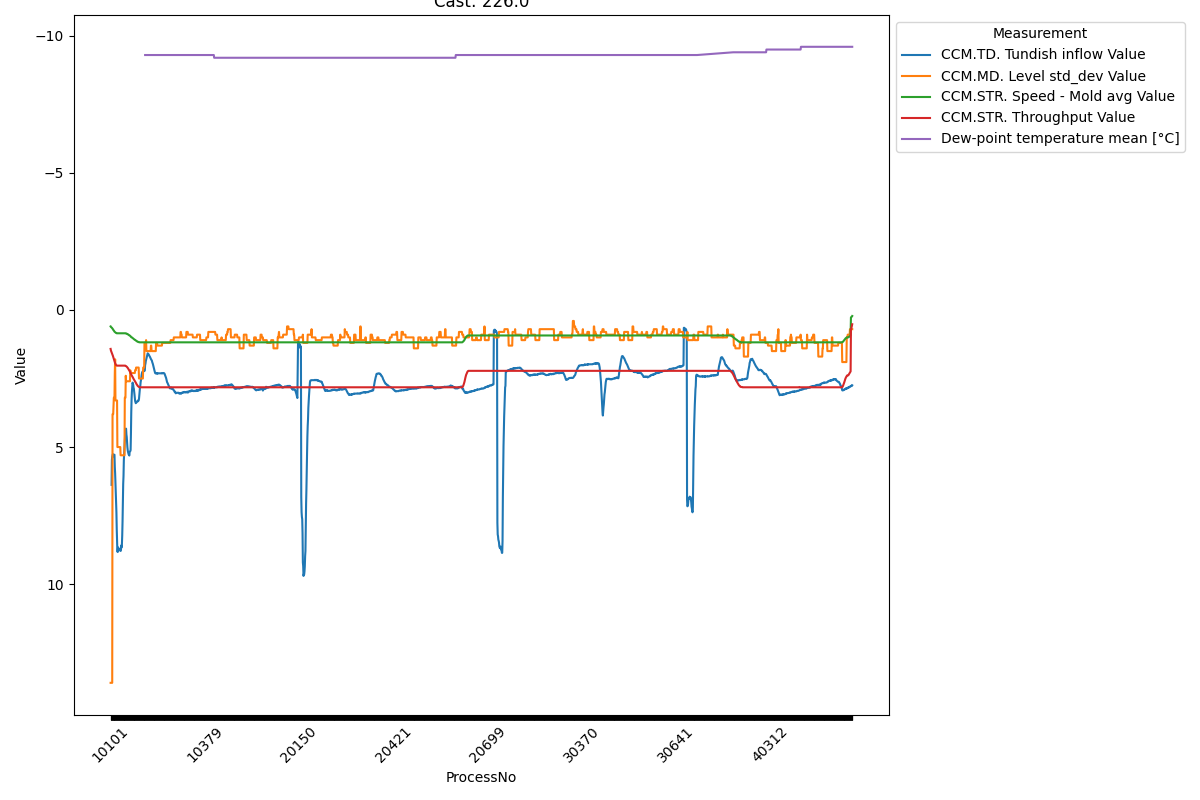 Cast: 226.0
Measurement
CCM.TD. Tundish inflow Value
CCM.MD. Level std_dev Value
CCM.STR. Speed - Mold avg Value
CCM.STR. Throughput Value
Dew-point temperature mean [°C]
Value
−10
−5
0
5
10
10101
10379
20150
20421
20699
30370
30641
40312
ProcessNo